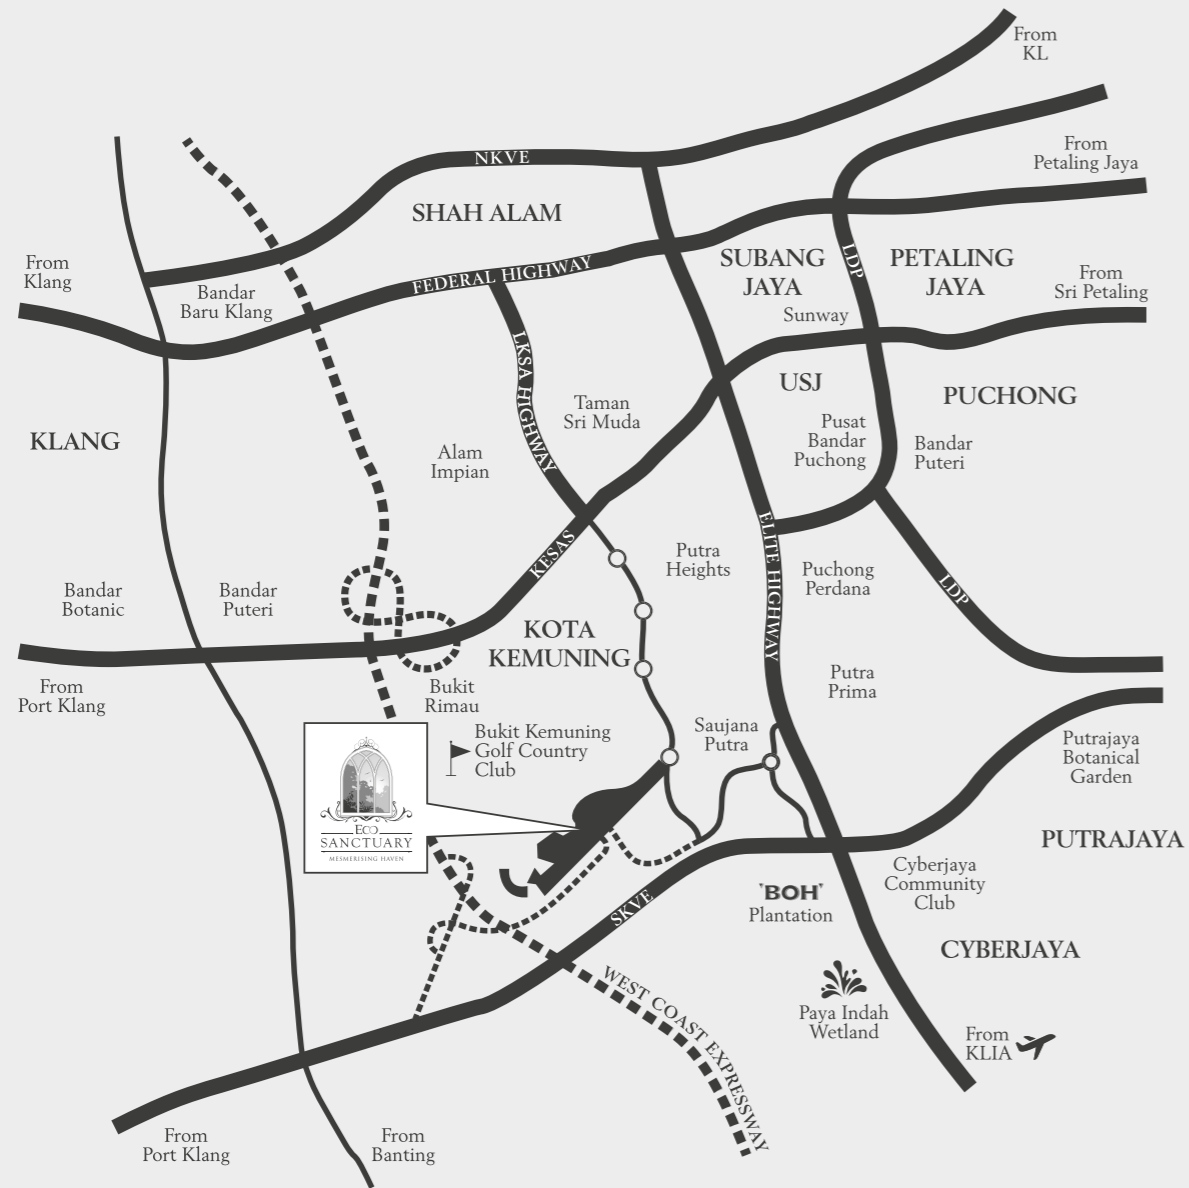 From
KL
From
Petaling Jaya
NKVE
SHAH ALAM
From
Klang
Bandar
Baru Klang
FEDERAL HIGHWAY
SUBANG
JAYA
LDP
PETALING
JAYA
From
Sri Petaling
Sunway
LKSA HIGHWAY
USJ
PUCHONG
Taman
Sri Muda
KLANG
Alam
Impian
Pusat
Bandar
Puchong
Bandar
Puteri
KESAS
ELITE HIGHWAY
Putra
Heights
Puchong
Perdana
LDP
Bandar
Botanic
Bandar
Puteri
KOTA
KEMUNING
From
Port Klang
Bukit
Rimau
Putra
Prima
Bukit Kemuning
Golf Country
Club
Saujana
Putra
Putrajaya
Botanical
Garden
ECO
SANCTUARY
MESMERISING HAVEN
PUTRAJAYA
Cyberjaya
Community
Club
'BOH'
Plantation
SKVE
CYBERJAYA
WEST COAST EXPRESSWAY
Paya Indah
Wetland
From
KLIA
From
Port Klang
From
Banting